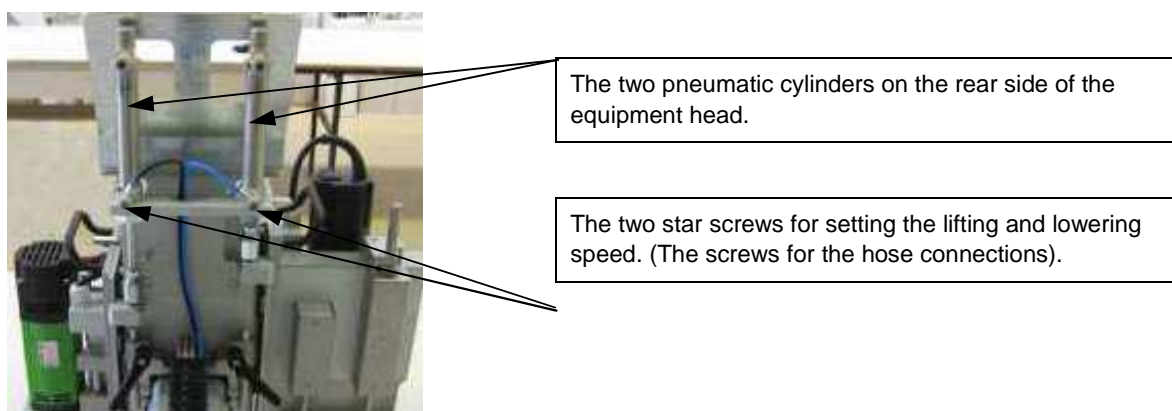 The two pneumatic cylinders on the rear side of the
equipment head.
The two star screws for setting the lifting and lowering
speed. (The screws for the hose connections).